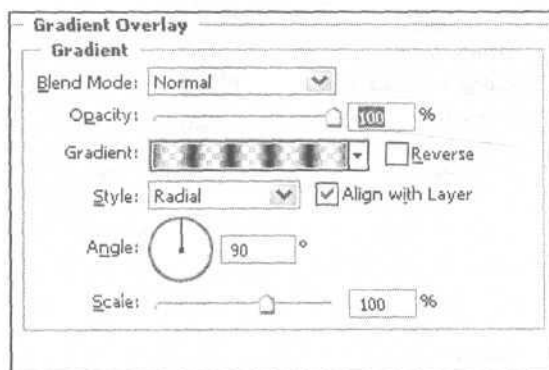 Gradient Overlay
Gradient
Blend Mode: Normal
Opacity: 100 %
Gradient: Reverse
Style: Radial Align with Layer
Angle: 90 °
Scale: 100 %